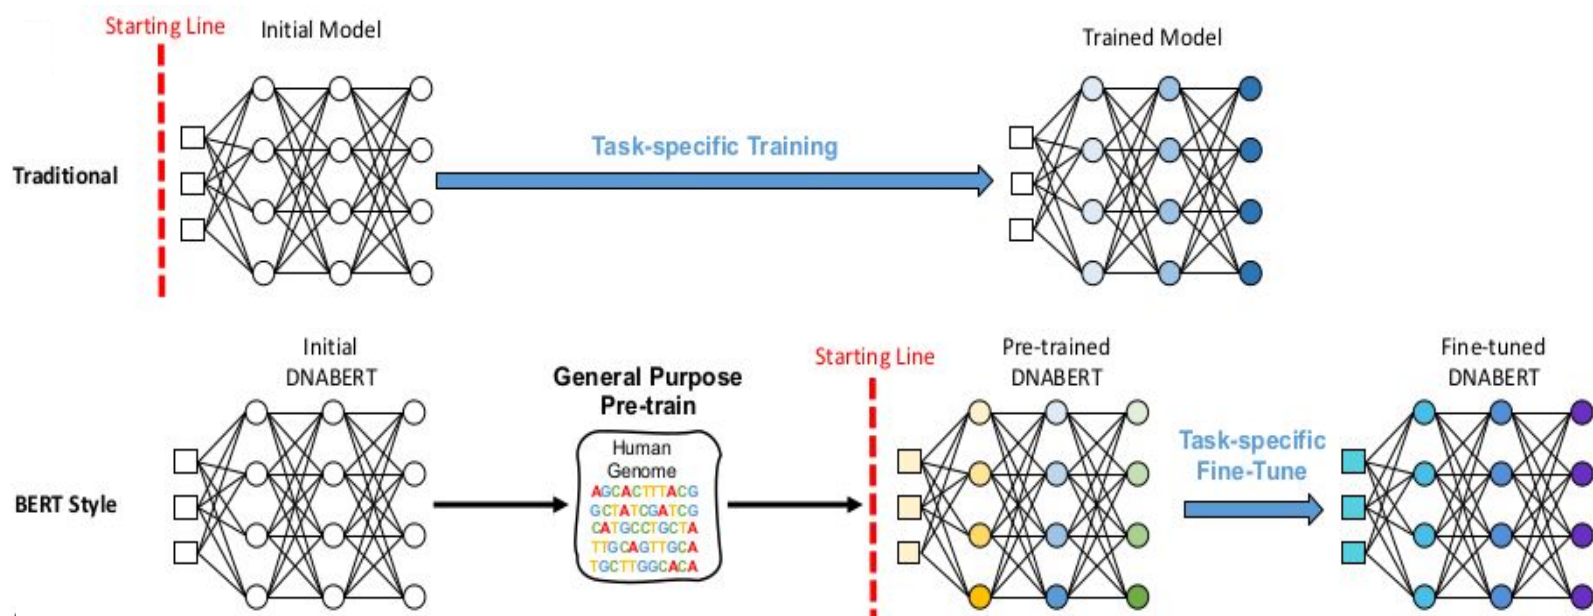 Starting Line
Initial Model
Trained Model
Task-specific Training
Traditional
Initial
DNABERT
General Purpose
Pre-train
Human
Genome
AGCACTTTACG
GCTATCGATCG
CATGCCTGCTA
TTGCAGTTGCA
TGCTTGGCACA
Starting Line
Pre-trained
DNABERT
Task-specific
Fine-Tune
Fine-tuned
DNABERT
BERT Style